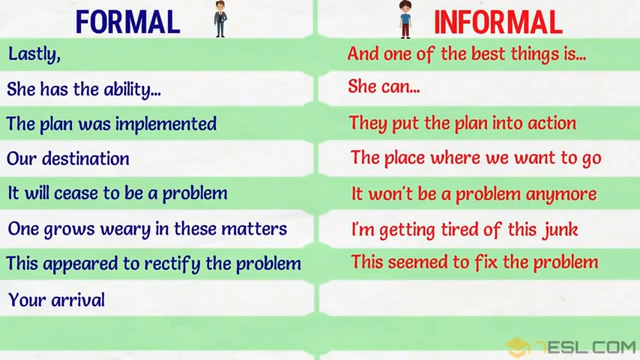 FORMAL INFORMAL
Lastly, And one of the best things is...
She has the ability... She can...
The plan was implemented They put the plan into action
Our destination The place where we want to go
It will cease to be a problem It won't be a problem anymore
One grows weary in these matters I'm getting tired of this junk
This appeared to rectify the problem This seemed to fix the problem
Your arrival
7ESL.COM